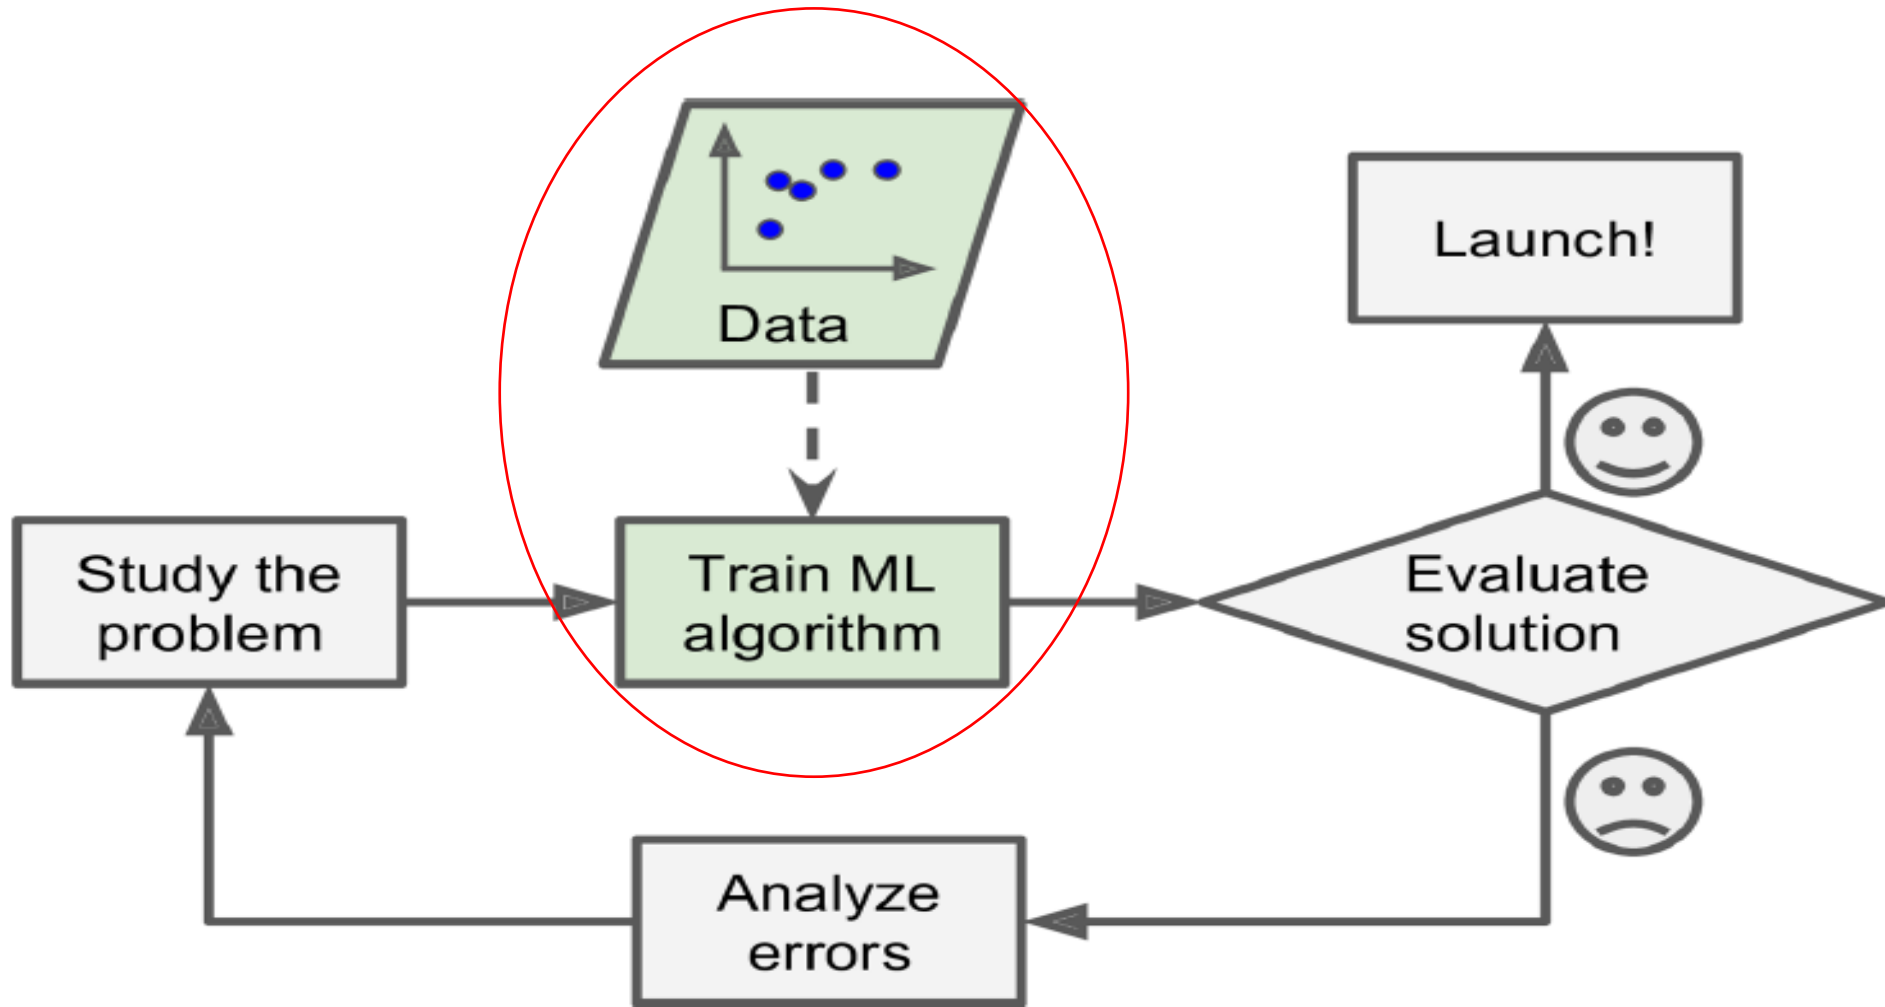 Data
Launch!
Study the
problem
Train ML
algorithm
Evaluate
solution
Analyze
errors